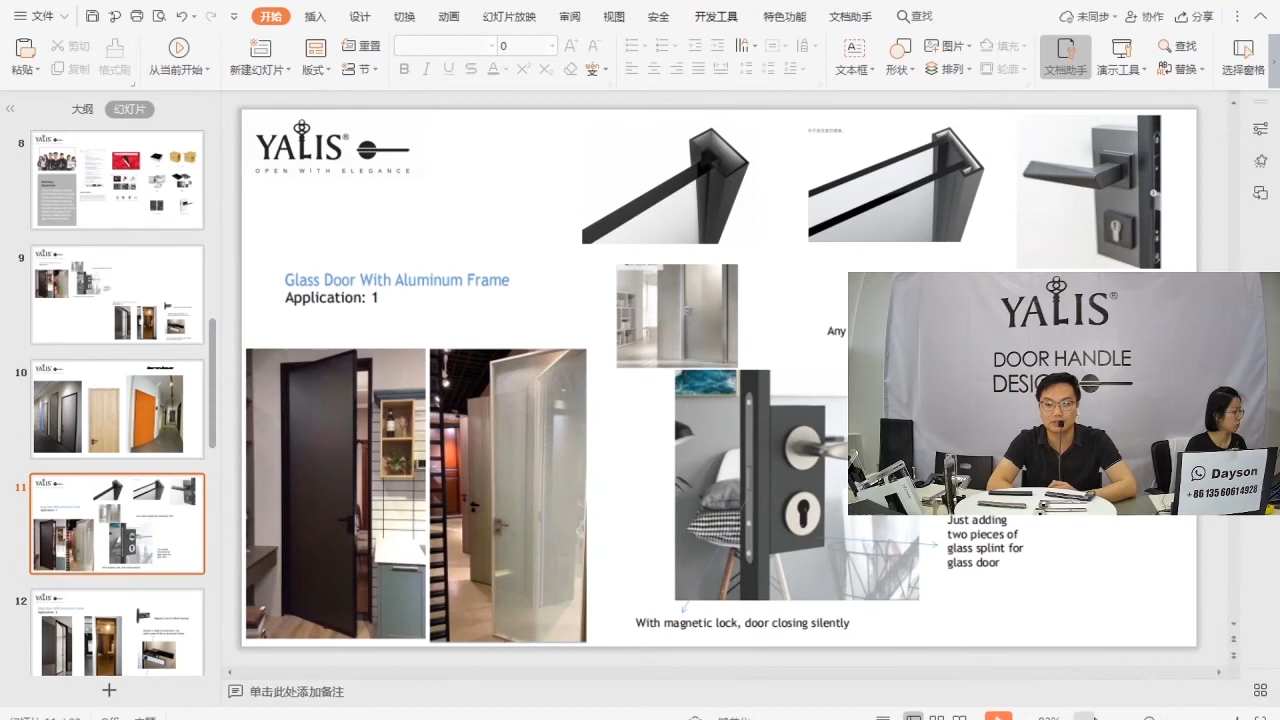 文件
开始
插入
设计
切换
动画
幻灯片放映
审阅
视图
安全
开发工具
特色功能
文档助手
查找
未同步
协作
分享
粘贴
剪切
复制
格式刷
从当前开始
新建幻灯片
版式
重置
节
0
文本框
形状
图片
排列
填充
轮廓
文档助手
演示工具
查找
替换
选择窗格
大纲
幻灯片
8
9
10
11
12
YALIS®
OPEN WITH ELEGANCE
Glass Door With Aluminum Frame
Application: 1
Any
YALIS®
DOOR HANDLE
Dayson
+86 13560614928
Just adding
two pieces of
glass splint for
glass door
With magnetic lock, door closing silently
单击此处添加备注